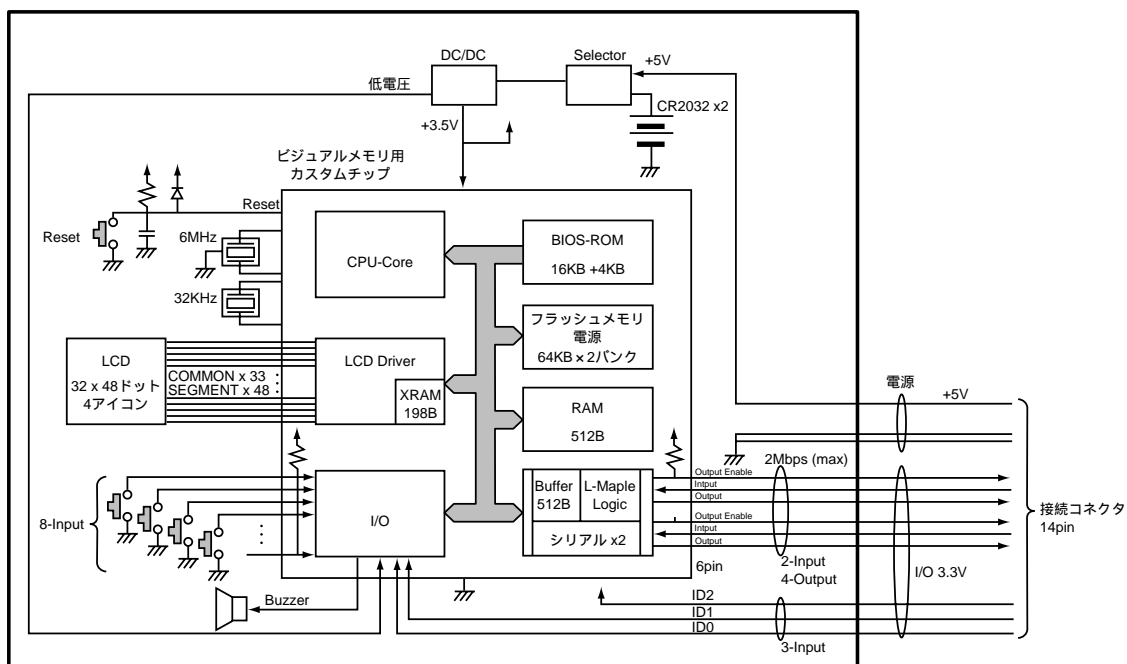 DC/DC
Selector
+5V
低電圧
CR2032 x2
+3.5V
ビジュアルメモリ用
カスタムチップ
Reset
Reset
6MHz
32KHz
CPU-Core
BIOS-ROM
16KB +4KB
フラッシュメモリ
電源
64KB×2バンク
LCD
32 x 48ドット
4アイコン
COMMON x 33
SEGMENT x 48
LCD Driver
XRAM
198B
RAM
512B
電源
+5V
2Mbps (max)
8-Input
I/O
Buffer
512B
L-Maple
Logic
シリアル x2
Output Enable
Intput
Output
Output Enable
Intput
Output
6pin
2-Input
4-Output
I/O 3.3V
接続コネクタ
14pin
Buzzer
ID2
ID1
ID0
3-Input